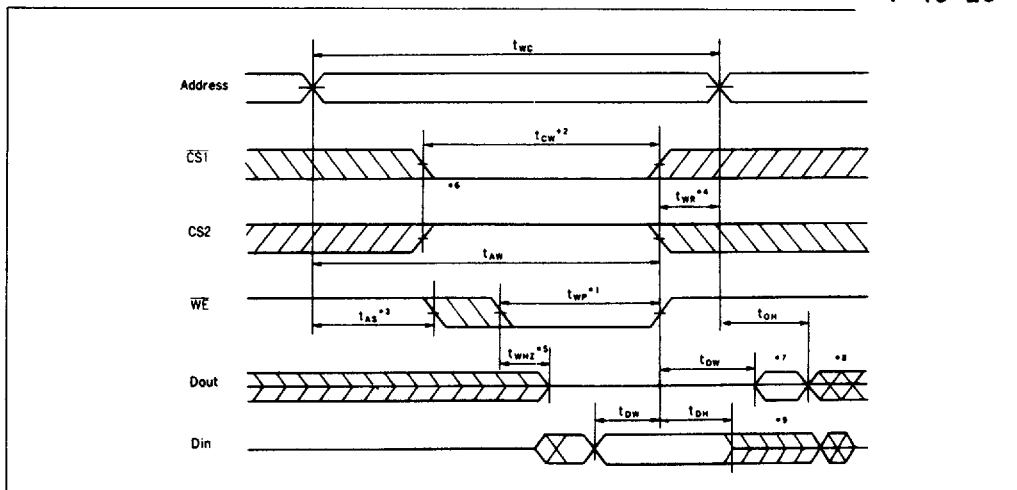 tWC
Address
tCW*2
CS1
*6
tWR*4
CS2
tAW
WE
tWP*1
tAS*3
tOH
tWHZ*5
tOW
*7
*8
Dout
tDW
tDH
*9
Din